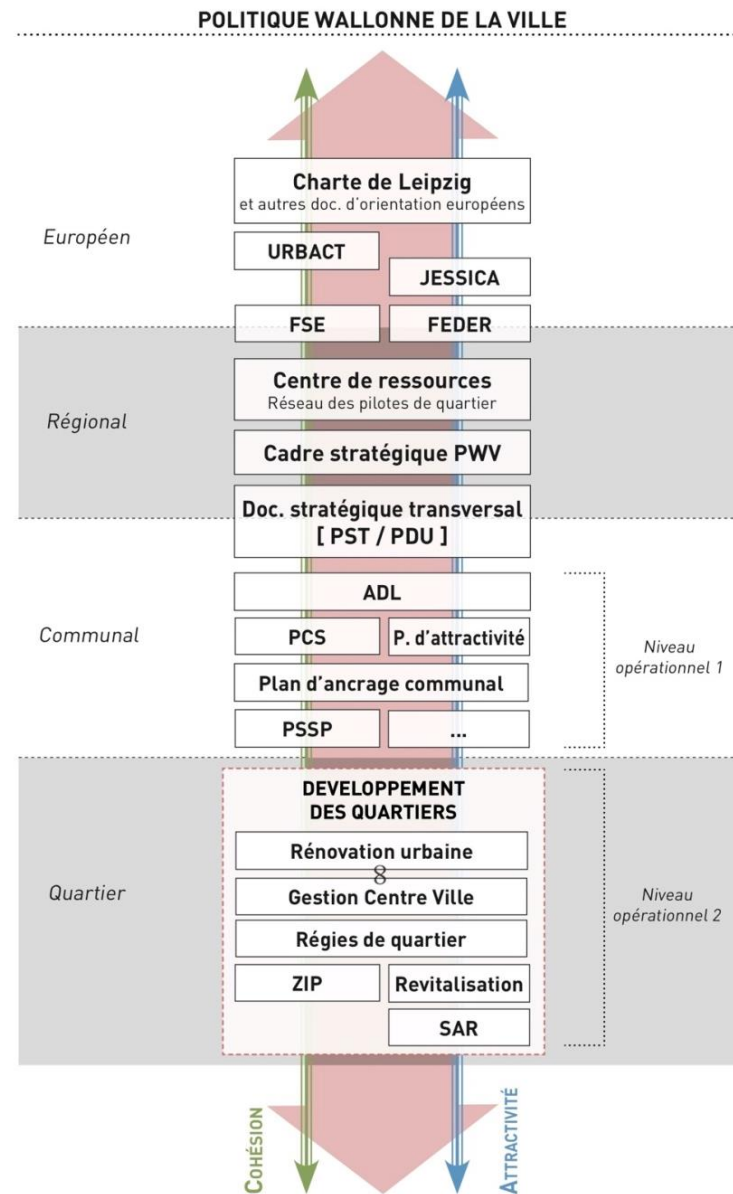 POLITIQUE WALLONNE DE LA VILLE
Charte de Leipzig
et autres doc. d'orientation européens
Européen
URBACT
JESSICA
FSE
FEDER
Centre de ressources
Réseau des pilotes de quartier
Régional
Cadre stratégique PWV
Doc. stratégique transversal
[ PST / PDU ]
ADL
Communal
PCS
P. d'attractivité
Niveau
opérationnel 1
Plan d'ancrage communal
PSSP
...
DEVELOPPEMENT
DES QUARTIERS
Rénovation urbaine
8
Quartier
Gestion Centre Ville
Niveau
opérationnel 2
Régies de quartier
ZIP
Revitalisation
SAR
COHÉSION
ATTRACTIVITÉ